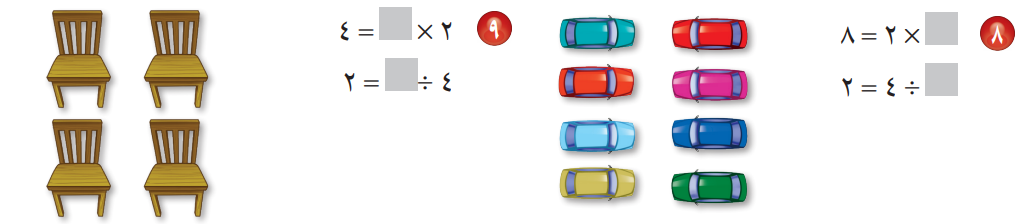 ٨ □ × ٢ = ٨
□ ÷ ٤ = ٢
٩ ٢ × □ = ٤
٤ ÷ □ = ٢